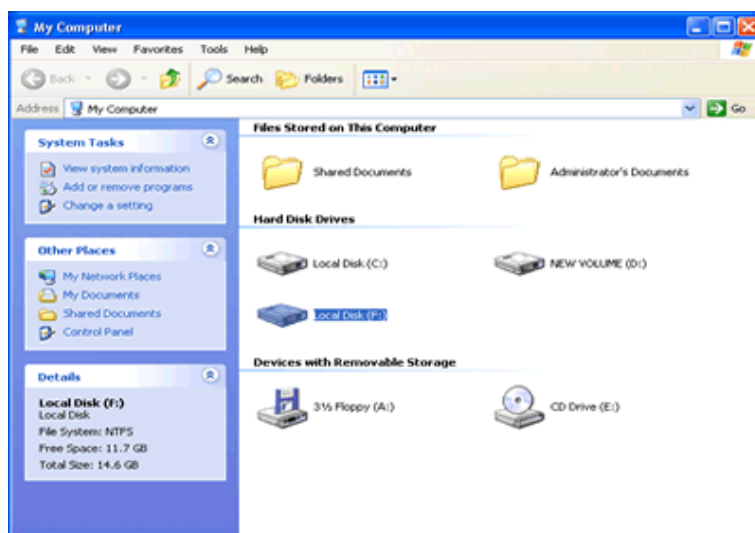 My Computer
File Edit View Favorites Tools Help
Back Search Folders
Address My Computer Go
System Tasks
View system information
Add or remove programs
Change a setting
Other Places
My Network Places
My Documents
Shared Documents
Control Panel
Details
Local Disk (F:)
Local Disk
File System: NTFS
Free Space: 11.7 GB
Total Size: 14.6 GB
Files Stored on This Computer
Shared Documents Administrator's Documents
Hard Disk Drives
Local Disk (C:) NEW VOLUME (D:)
Local Disk (F:)
Devices with Removable Storage
3½ Floppy (A:) CD Drive (E:)